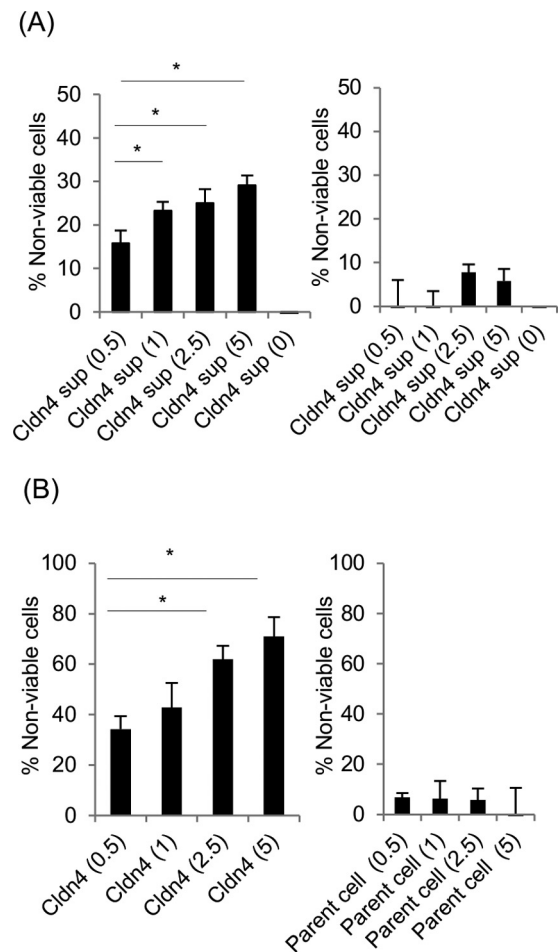 (A)
*
*
*
% Non-viable cells
50
40
30
20
10
0
Cldn4 sup (0.5)
Cldn4 sup (1)
Cldn4 sup (2.5)
Cldn4 sup (5)
Cldn4 sup (0)
% Non-viable cells
50
40
30
20
10
0
Cldn4 sup (0.5)
Cldn4 sup (1)
Cldn4 sup (2.5)
Cldn4 sup (5)
Cldn4 sup (0)
(B)
*
*
% Non-viable cells
100
80
60
40
20
0
Cldn4 (0.5)
Cldn4 (1)
Cldn4 (2.5)
Cldn4 (5)
% Non-viable cells
100
80
60
40
20
0
Parent cell (0.5)
Parent cell (1)
Parent cell (2.5)
Parent cell (5)